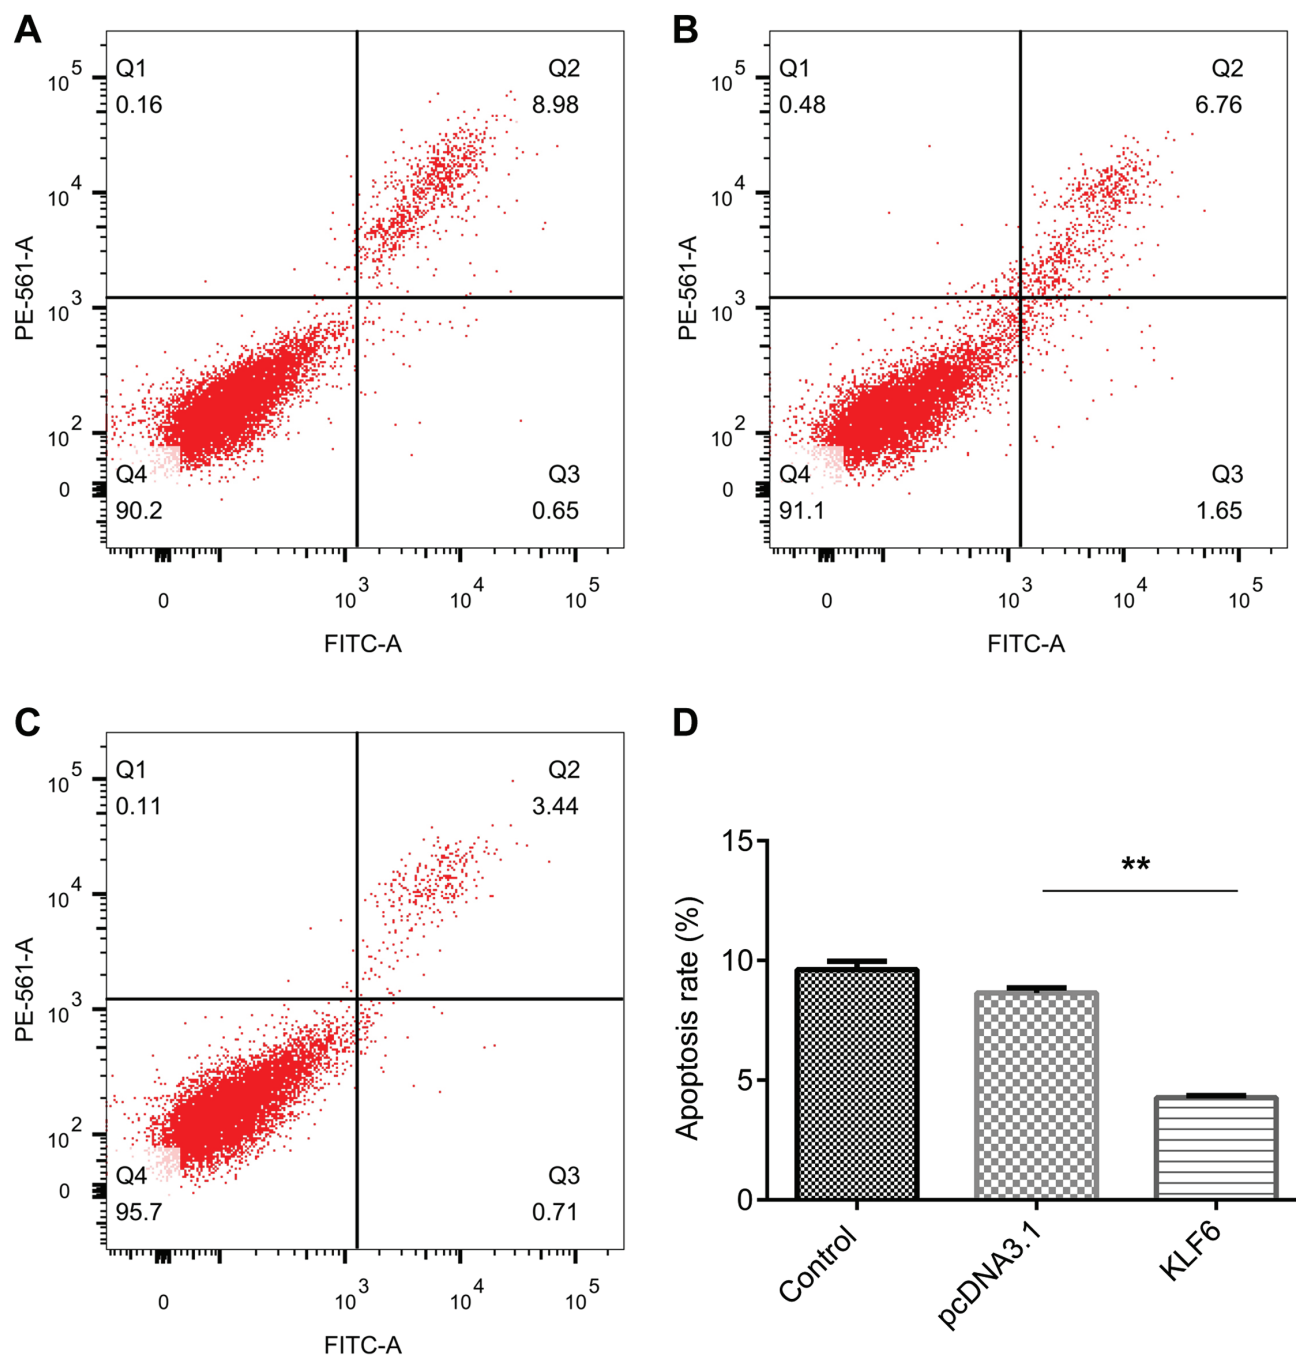 A
PE-561-A
10^5
10^4
10^3
10^2
0
Q1
0.16
Q2
8.98
Q4
90.2
Q3
0.65
0
10^3
10^4
10^5
FITC-A
B
PE-561-A
10^5
10^4
10^3
10^2
0
Q1
0.48
Q2
6.76
Q4
91.1
Q3
1.65
0
10^3
10^4
10^5
FITC-A
C
PE-561-A
10^5
10^4
10^3
10^2
0
Q1
0.11
Q2
3.44
Q4
95.7
Q3
0.71
0
10^3
10^4
10^5
FITC-A
D
Apoptosis rate (%)
15
10
5
0
**
Control
pcDNA3.1
KLF6